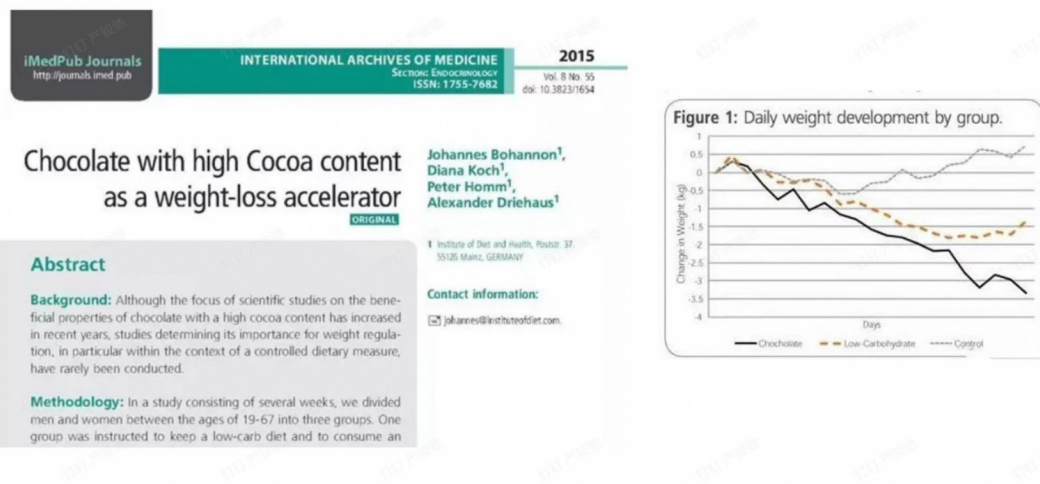 iMedPub Journals
http://journals.imed.pub
INTERNATIONAL ARCHIVES OF MEDICINE
SECTION: ENDOCRINOLOGY
ISSN: 1755-7682
2015
Vol. 8 No. 55
doi: 10.3823/1654
Chocolate with high Cocoa content
as a weight-loss accelerator
ORIGINAL
Johannes Bohannon1,
Diana Koch1,
Peter Homm1,
Alexander Driehaus1
1 Institute of Diet and Health, Poststr. 37,
55126 Mainz, GERMANY
Contact information:
johannes@instituteofdiet.com.
Abstract
Background: Although the focus of scientific studies on the bene-
ficial properties of chocolate with a high cocoa content has increased
in recent years, studies determining its importance for weight regula-
tion, in particular within the context of a controlled dietary measure,
have rarely been conducted.
Methodology: In a study consisting of several weeks, we divided
men and women between the ages of 19-67 into three groups. One
group was instructed to keep a low-carb diet and to consume an
Figure 1: Daily weight development by group.
1
0.5
0
-0.5
-1
-1.5
-2
-2.5
-3
-3.5
-4
Change in Weight (kg)
Days
Chocholate
Low-Carbohydrate
Control